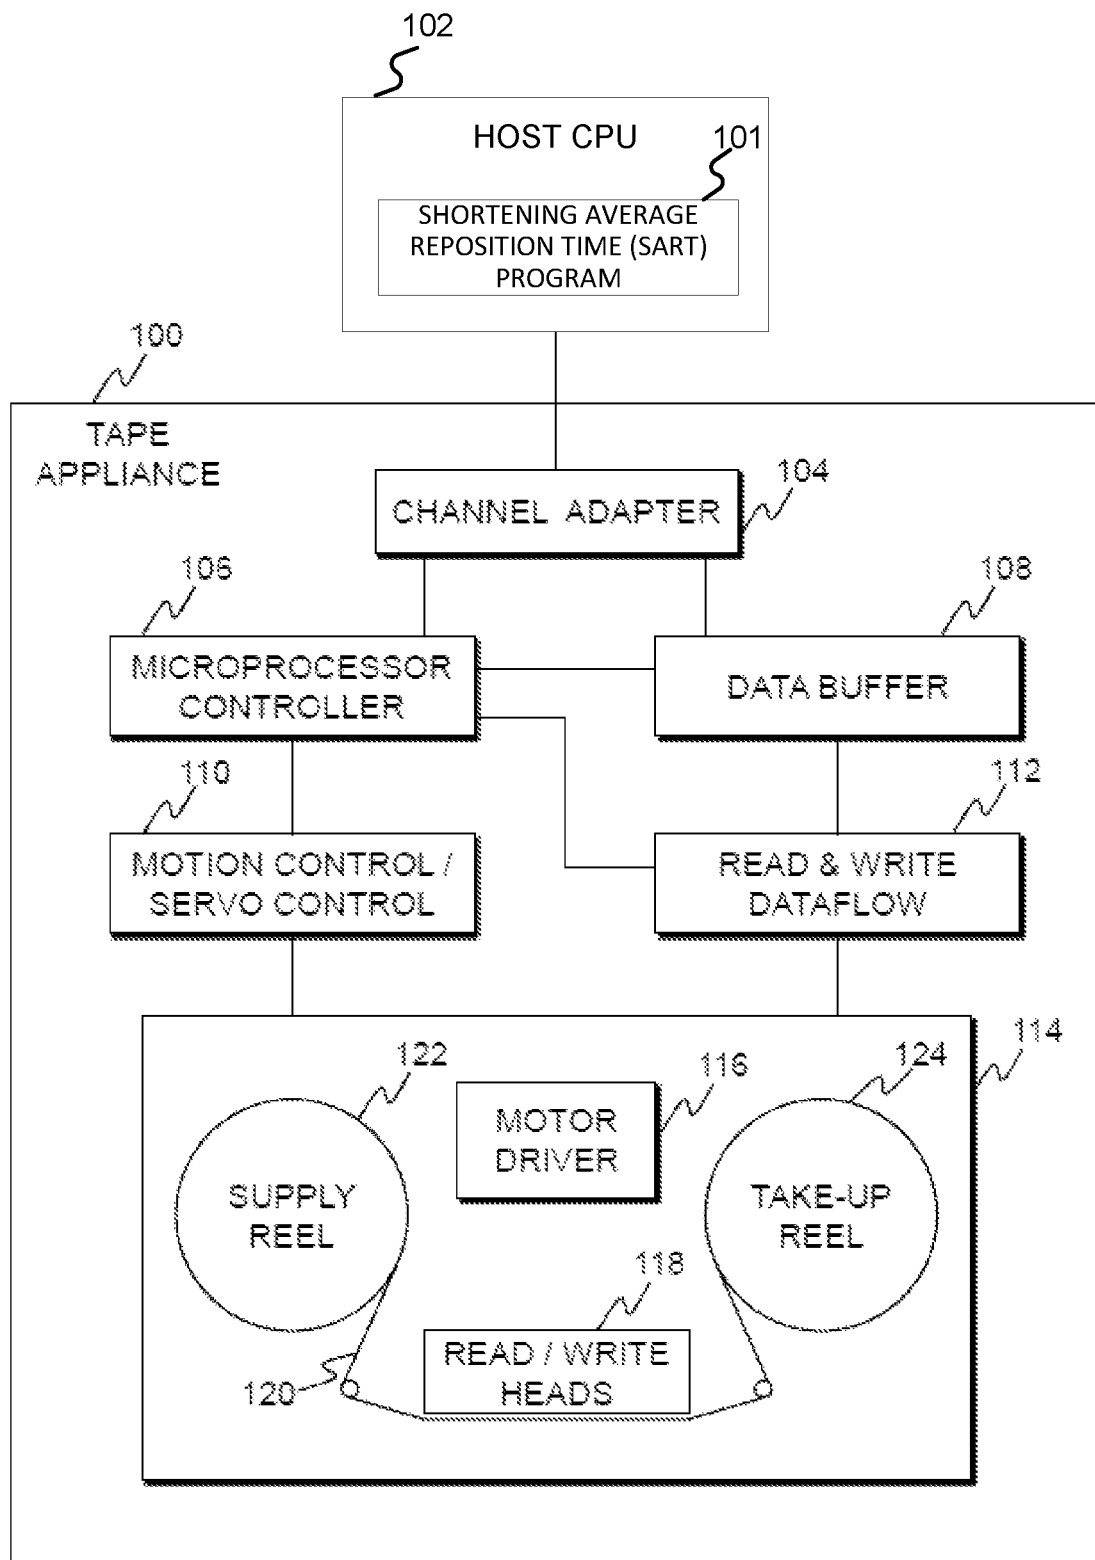 102
HOST CPU
101
SHORTENING AVERAGE
REPOSITION TIME (SART)
PROGRAM
100
TAPE
APPLIANCE
CHANNEL ADAPTER
104
106
108
MICROPROCESSOR
CONTROLLER
DATA BUFFER
110
112
MOTION CONTROL /
SERVO CONTROL
READ & WRITE
DATAFLOW
122
116
124
114
MOTOR
DRIVER
SUPPLY
REEL
TAKE-UP
REEL
118
READ / WRITE
HEADS
120